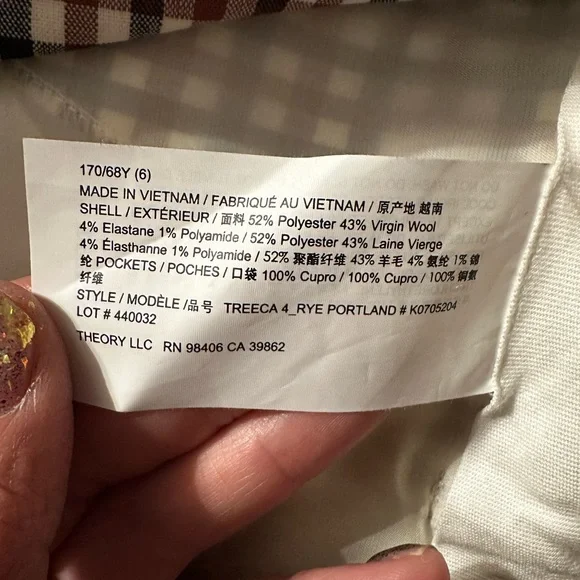 170/68Y (6)
MADE IN VIETNAM / FABRIQUÉ AU VIETNAM / 原产地 越南
SHELL / EXTÉRIEUR / 面料 52% Polyester 43% Virgin Wool
4% Elastane 1% Polyamide / 52% Polyester 43% Laine Vierge
4% Élasthanne 1% Polyamide / 52% 聚酯纤维 43% 羊毛 4% 氨纶 1% 锦
纶 POCKETS / POCHES / 口袋 100% Cupro / 100% Cupro / 100% 铜氨
纤维
STYLE / MODÈLE /品号 TREECA 4_RYE PORTLAND # K0705204
LOT # 440032
THEORY LLC RN 98406 CA 39862